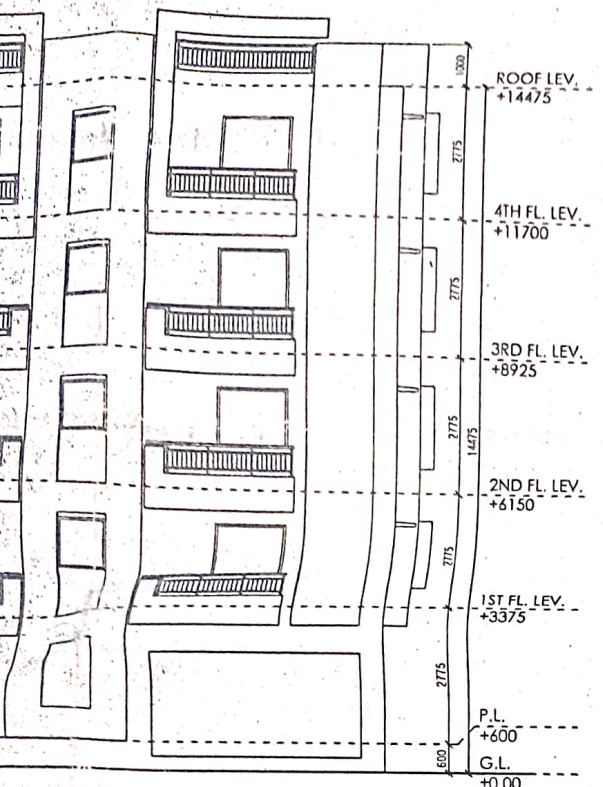 1000
ROOF LEV.
+14475
2775
4TH FL. LEV.
+11700
2775
3RD FL. LEV.
+8925
2775
14475
2ND FL. LEV.
+6150
2775
1ST FL. LEV.
+3375
2775
P.L.
+600
600
G.L.
+0.00